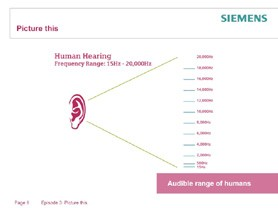 SIEMENS
Picture this
Human Hearing
Frequency Range: 15Hz - 20,000Hz
20,000Hz
18,000Hz
16,000Hz
14,000Hz
12,000Hz
10,000Hz
8,000Hz
6,000Hz
4,000Hz
2,000Hz
15Hz
Audible range of humans
Episode 3: Picture this